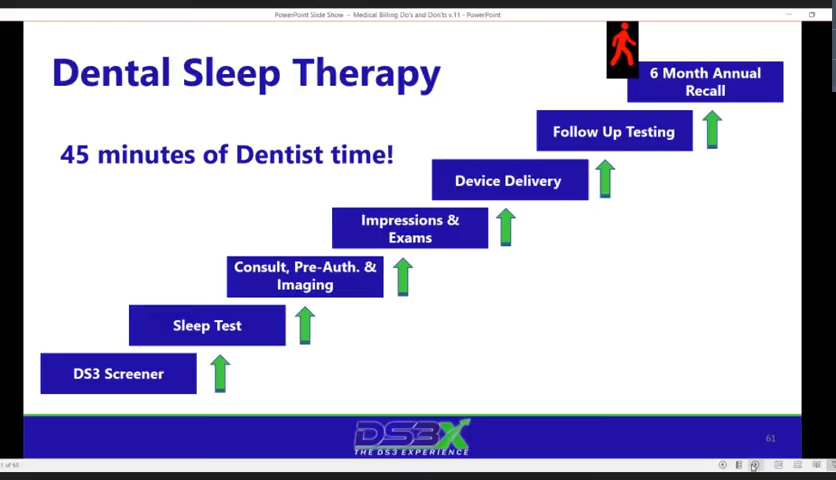 PowerPoint Slide Show – Medical Billing Do's and Don'ts v.11 - PowerPoint
Dental Sleep Therapy
45 minutes of Dentist time!
6 Month Annual
Recall
Follow Up Testing
Device Delivery
Impressions &
Exams
Consult, Pre-Auth. &
Imaging
Sleep Test
DS3 Screener
DS3X
THE DS3 EXPERIENCE
61